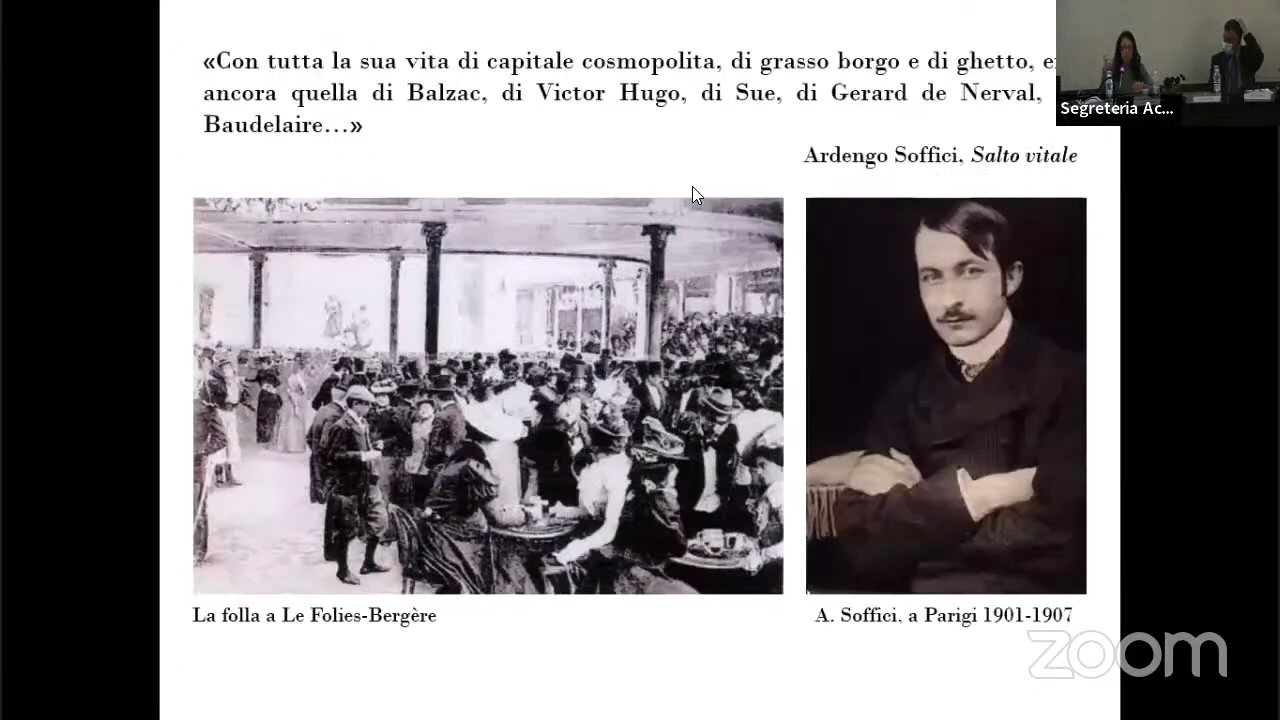 «Con tutta la sua vita di capitale cosmopolita, di grasso borgo e di ghetto,
ancora quella di Balzac, di Victor Hugo, di Sue, di Gerard de Nerval,
Baudelaire...»
Ardengo Soffici, Salto vitale
La folla a Le Folies-Bergère
A. Soffici, a Parigi 1901-1907
Segreteria Ac...
zoom